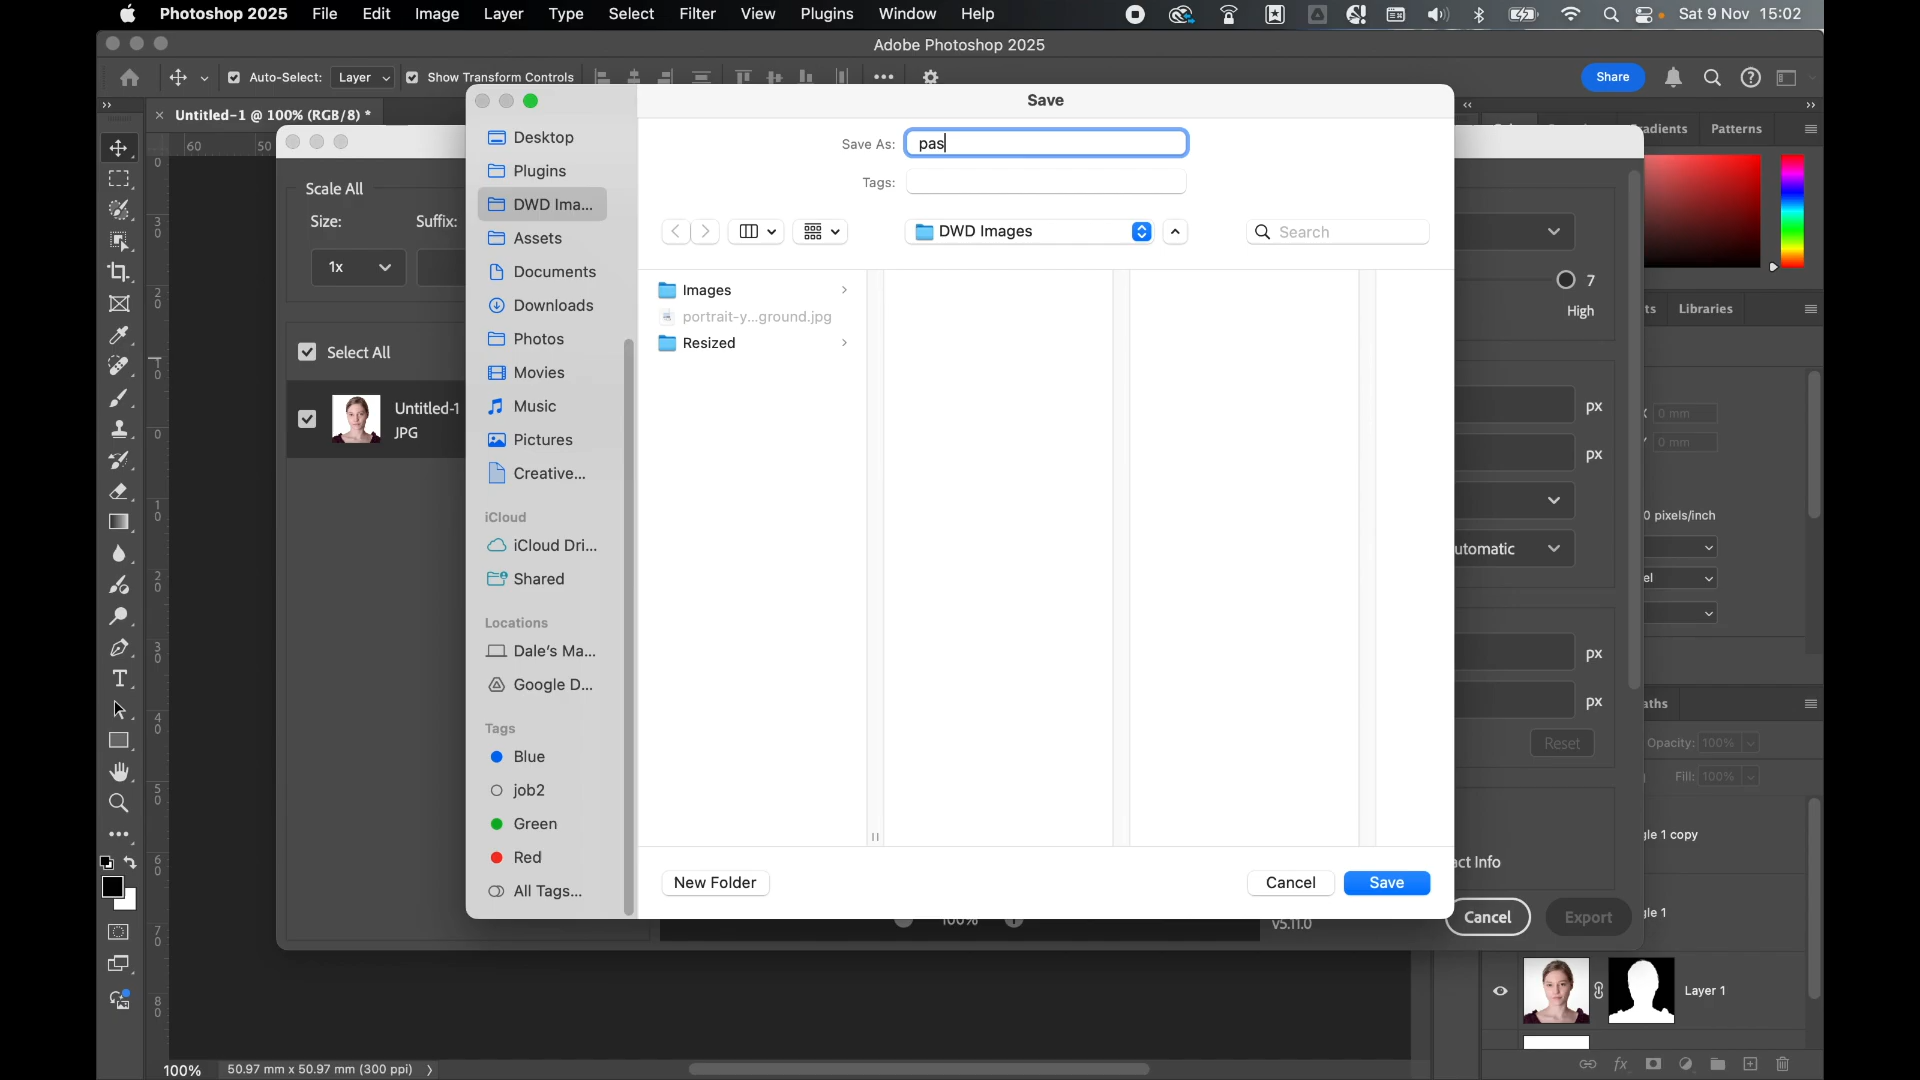 Photoshop 2025 File Edit Image Layer Type Select Filter View Plugins Window Help Sat 9 Nov 15:02
Adobe Photoshop 2025
Auto-Select: Layer Show Transform Controls Share
Untitled-1 @ 100% (RGB/8) *
Gradients Patterns
60 50
Save
Save As: pas
Tags:
DWD Images
Search
Desktop
Plugins
DWD Ima...
Assets
Documents
Downloads
Photos
Movies
Music
Pictures
Creative...
iCloud
iCloud Dri...
Shared
Locations
Dale's Ma...
Google D...
Tags
Blue
job2
Green
Red
All Tags...
Images
portrait-y...ground.jpg
Resized
New Folder
Cancel Save
Scale All
Size: Suffix:
1x
Select All
Untitled-1
JPG
7
High
px
px
utomatic
px
px
Reset
act Info
100%
v5.11.0
Cancel Export
Libraries
0 mm
0 mm
0 pixels/inch
el
aths
Opacity: 100%
Fill: 100%
gle 1 copy
gle 1
Layer 1
100% 50.97 mm x 50.97 mm (300 ppi)